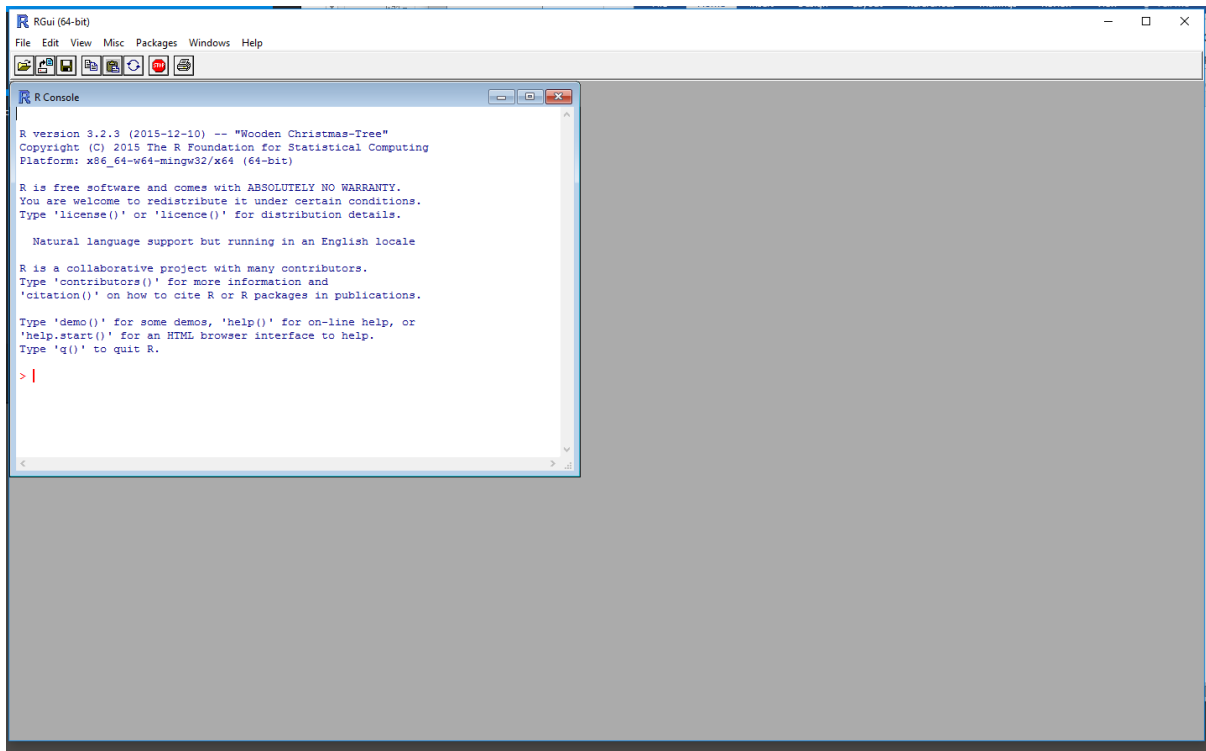 RGui (64-bit)
File Edit View Misc Packages Windows Help
STOP
R Console
R version 3.2.3 (2015-12-10) -- "Wooden Christmas-Tree"
Copyright (C) 2015 The R Foundation for Statistical Computing
Platform: x86_64-w64-mingw32/x64 (64-bit)
R is free software and comes with ABSOLUTELY NO WARRANTY.
You are welcome to redistribute it under certain conditions.
Type 'license()' or 'licence()' for distribution details.
Natural language support but running in an English locale
R is a collaborative project with many contributors.
Type 'contributors()' for more information and
'citation()' on how to cite R or R packages in publications.
Type 'demo()' for some demos, 'help()' for on-line help, or
'help.start()' for an HTML browser interface to help.
Type 'q()' to quit R.
>